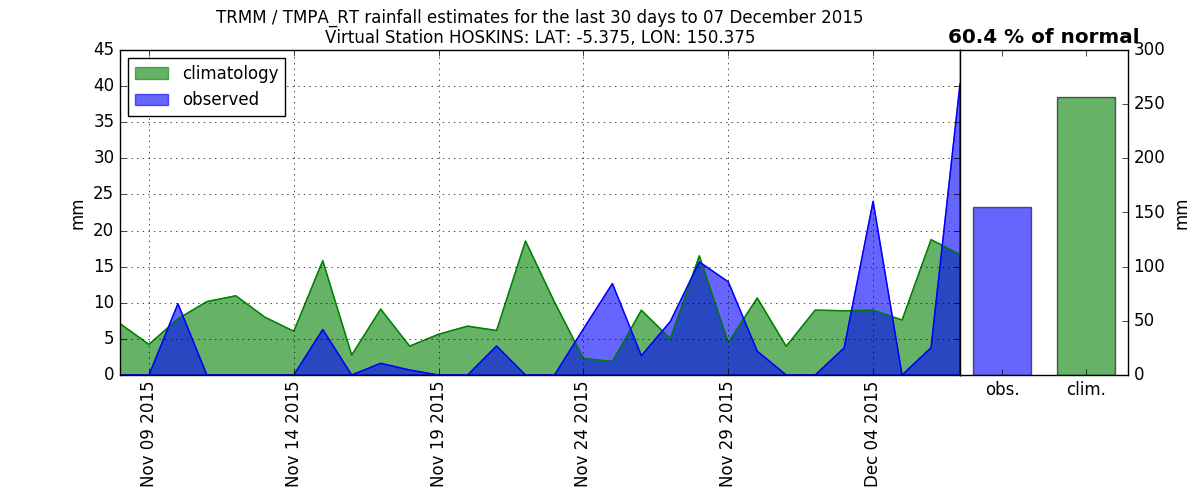 TRMM / TMPA_RT rainfall estimates for the last 30 days to 07 December 2015
Virtual Station HOSKINS: LAT: -5.375, LON: 150.375
60.4 % of normal
climatology
observed
45
40
35
30
25
20
15
10
5
0
mm
Nov 09 2015
Nov 14 2015
Nov 19 2015
Nov 24 2015
Nov 29 2015
Dec 04 2015
300
250
200
150
100
50
0
mm
obs.
clim.